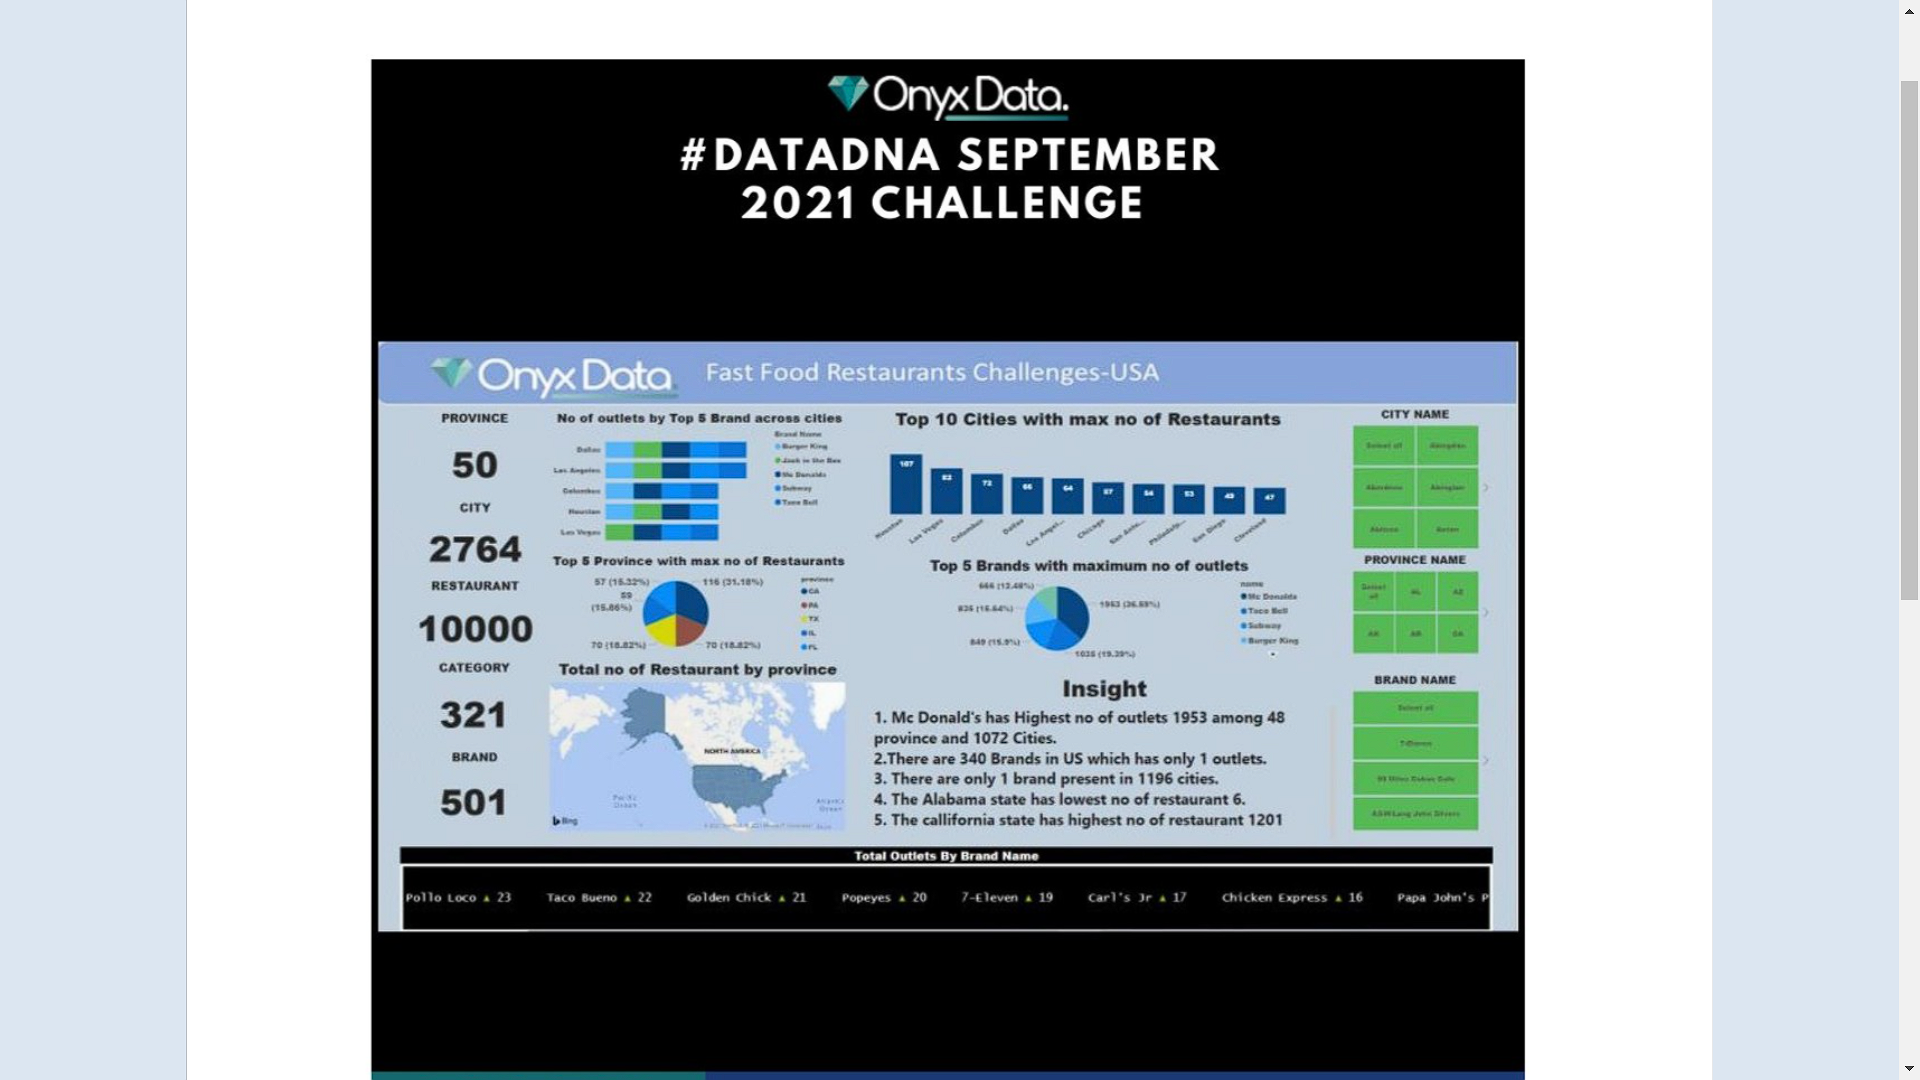 Onyx Data.
#DATADNA SEPTEMBER
2021 CHALLENGE
Onyx Data.
Fast Food Restaurants Challenges-USA
PROVINCE
50
CITY
2764
RESTAURANT
10000
CATEGORY
321
BRAND
501
No of outlets by Top 5 Brand across cities
Brand Name
Burger King
Jack in the Box
Mc Donalds
Subway
Taco Bell
Dallas
Los Angeles
Columbus
Houston
Las Vegas
Top 5 Province with max no of Restaurants
57 (15.32%)
116 (31.18%)
59
(15.86%)
70 (18.82%)
70 (18.82%)
province
CA
PA
TX
IL
FL
Total no of Restaurant by province
NORTH AMERICA
Pacific
Ocean
Atlantic
Ocean
Bing
Top 10 Cities with max no of Restaurants
107
82
72
66
64
57
54
53
49
47
Houston
Las Vegas
Columbus
Dallas
Los Angel...
Chicago
San Anto...
Philadelp...
San Diego
Cleveland
Top 5 Brands with maximum no of outlets
666 (12.48%)
1953 (36.59%)
835 (15.64%)
849 (15.9%)
1035 (19.39%)
name
Mc Donalds
Taco Bell
Subway
Burger King
Insight
1. Mc Donald's has Highest no of outlets 1953 among 48
province and 1072 Cities.
2.There are 340 Brands in US which has only 1 outlets.
3. There are only 1 brand present in 1196 cities.
4. The Alabama state has lowest no of restaurant 6.
5. The callifornia state has highest no of restaurant 1201
CITY NAME
Select all
Abingdon
Aberdeen
Abington
Abilene
Acton
PROVINCE NAME
Select
all
AL
AZ
AK
AR
CA
BRAND NAME
Select all
7-Eleven
90 Miles Cuban Cafe
A&W/Long John Silvers
Total Outlets By Brand Name
Pollo Loco ▲ 23 Taco Bueno ▲ 22 Golden Chick ▲ 21 Popeyes ▲ 20 7-Eleven ▲ 19 Carl's Jr ▲ 17 Chicken Express ▲ 16 Papa John's P